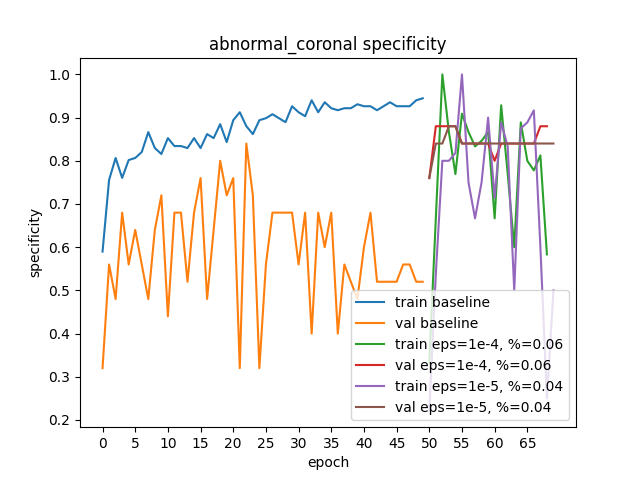 abnormal_coronal specificity
specificity
1.0
0.9
0.8
0.7
0.6
0.5
0.4
0.3
0.2
train baseline
val baseline
train eps=1e-4, %=0.06
val eps=1e-4, %=0.06
train eps=1e-5, %=0.04
val eps=1e-5, %=0.04
0 5 10 15 20 25 30 35 40 45 50 55 60 65
epoch